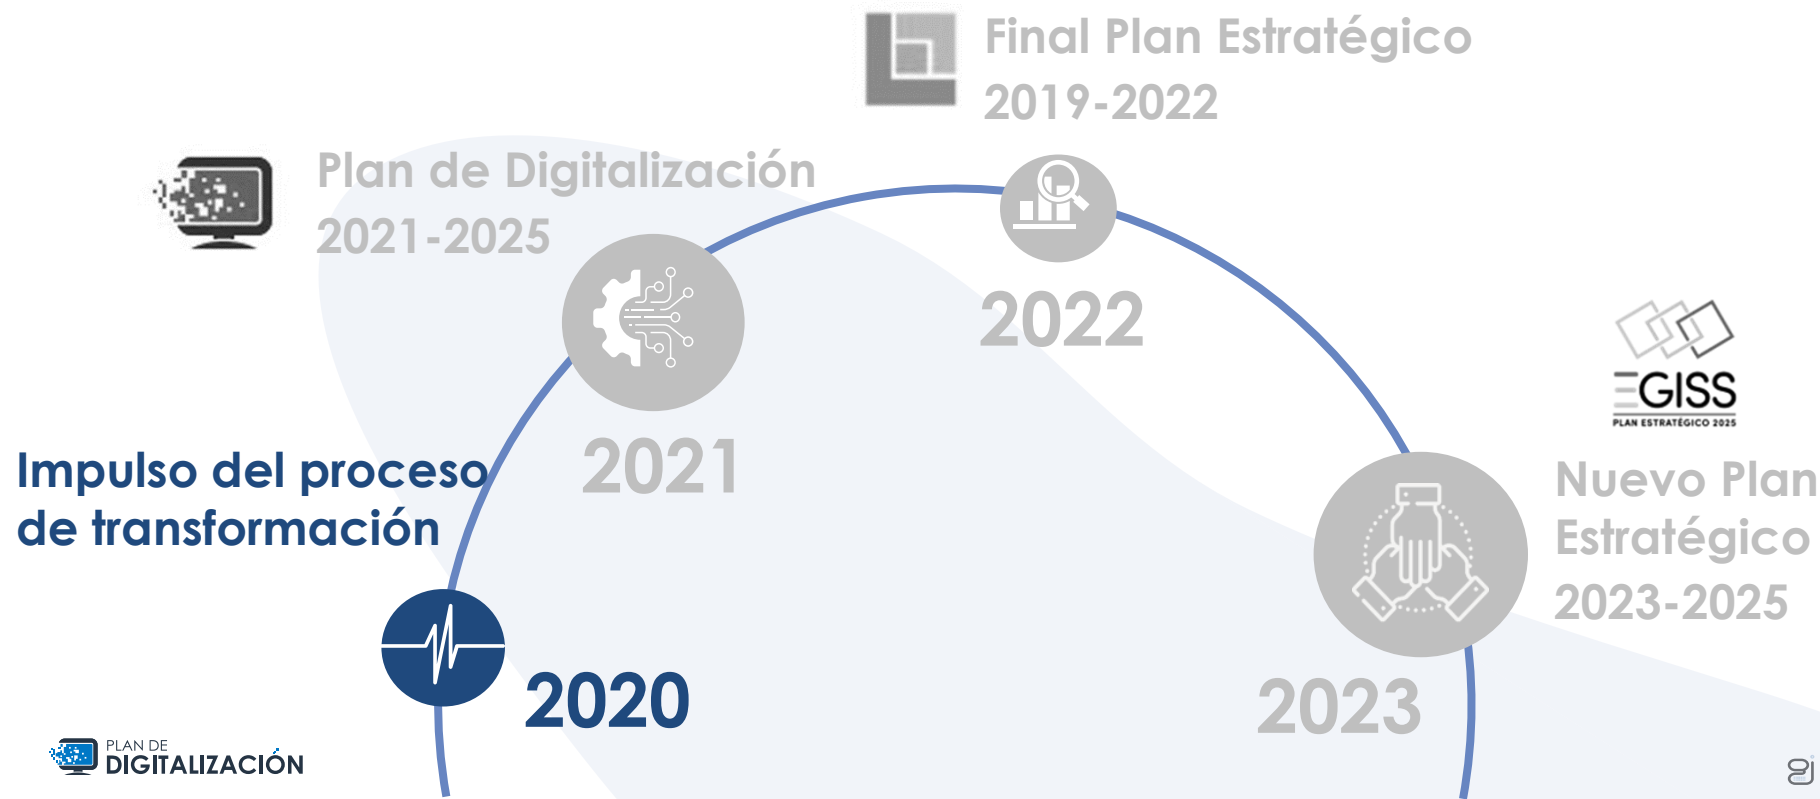 Final Plan Estratégico
2019-2022
Plan de Digitalización
2021-2025
2022
2021
EGISS
PLAN ESTRATÉGICO 2025
Nuevo Plan
Estratégico
2023-2025
Impulso del proceso
de transformación
2020
2023
PLAN DE
DIGITALIZACIÓN